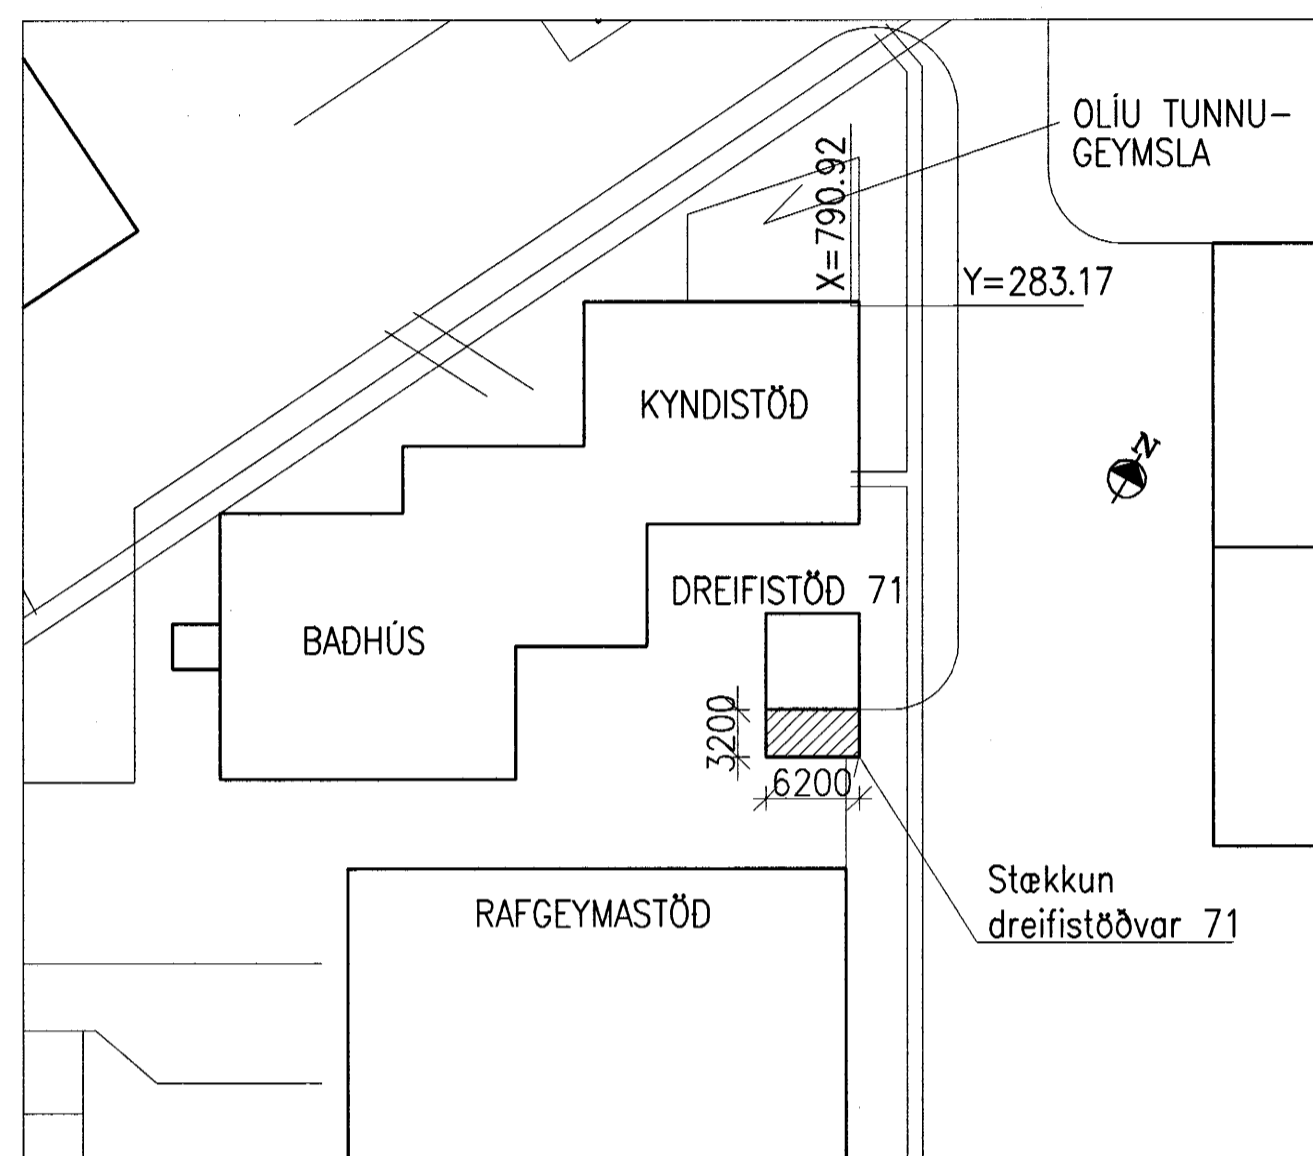 OLÍU TUNNU-
GEYMSLA
X=790.92
Y=283.17
KYNDISTÖÐ
N
DREIFISTÖÐ 71
BAÐHÚS
3200
6200
Stækkun
dreifistöðvar 71
RAFGEYMASTÖÐ